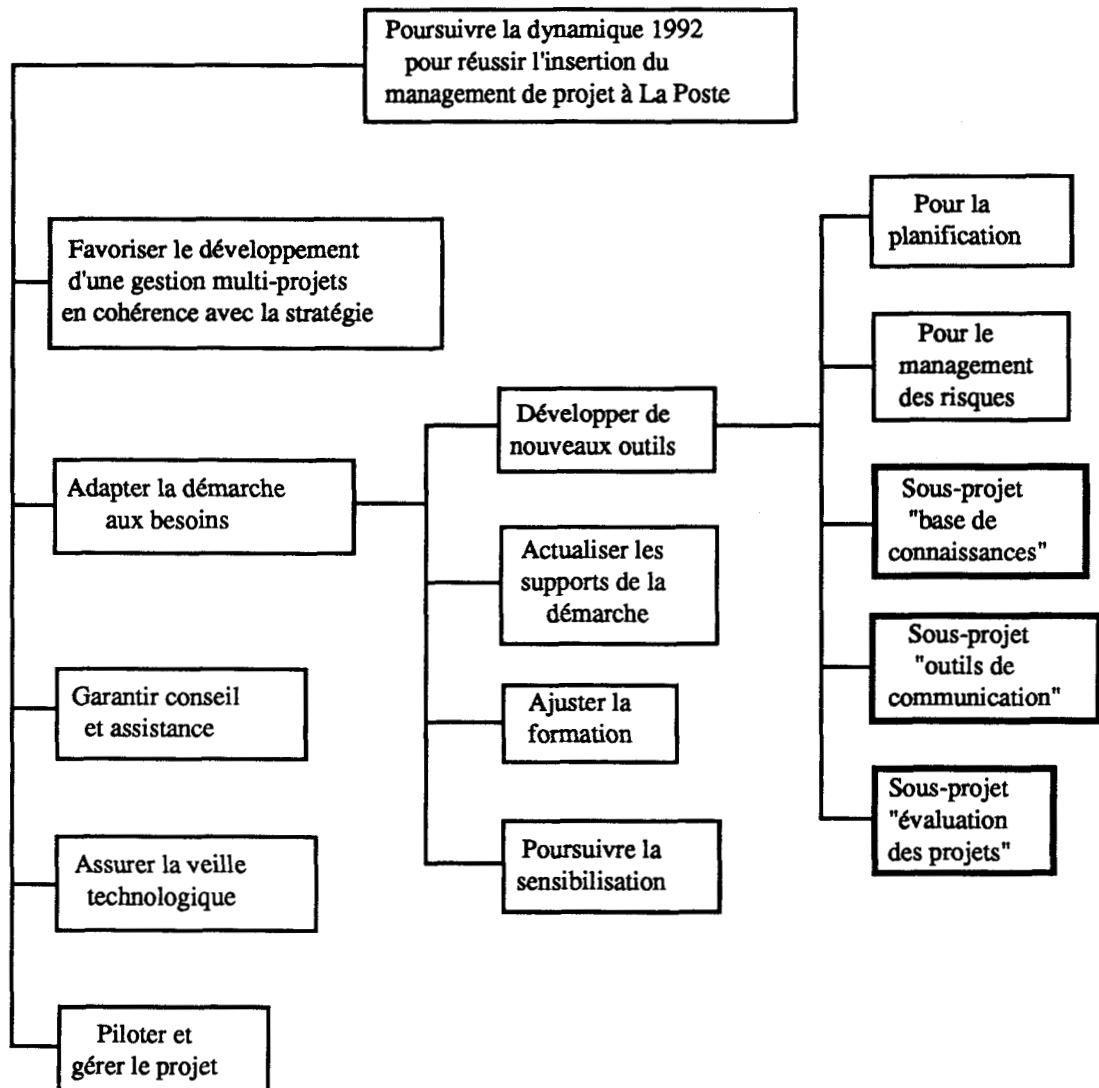 Poursuivre la dynamique 1992
pour réussir l'insertion du
management de projet à La Poste
Favoriser le développement
d'une gestion multi-projets
en cohérence avec la stratégie
Adapter la démarche
aux besoins
Garantir conseil
et assistance
Assurer la veille
technologique
Piloter et
gérer le projet
Développer de
nouveaux outils
Actualiser les
supports de la
démarche
Ajuster la
formation
Poursuivre la
sensibilisation
Pour la
planification
Pour le
management
des risques
Sous-projet
"base de
connaissances"
Sous-projet
"outils de
communication"
Sous-projet
"évaluation
des projets"